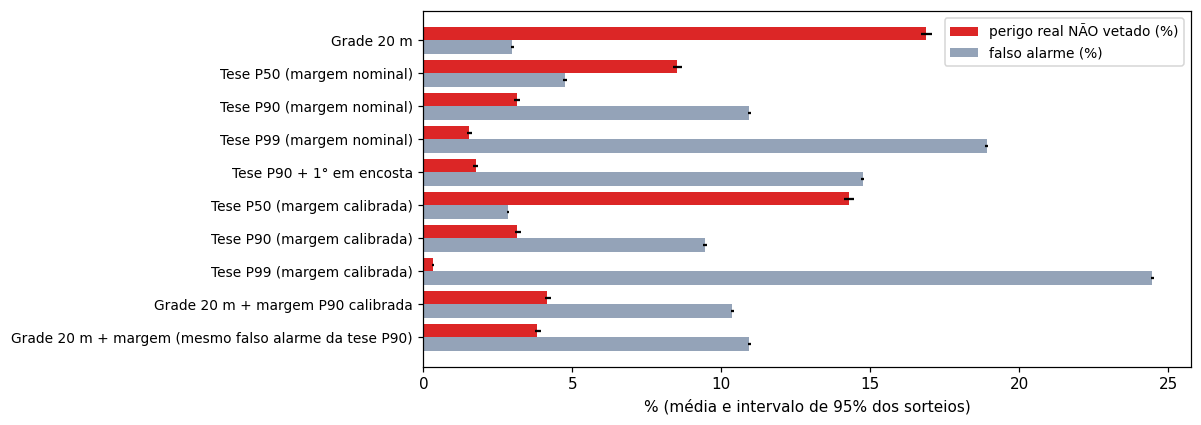 perigo real NÃO vetado (%)
falso alarme (%)
Grade 20 m
Tese P50 (margem nominal)
Tese P90 (margem nominal)
Tese P99 (margem nominal)
Tese P90 + 1° em encosta
Tese P50 (margem calibrada)
Tese P90 (margem calibrada)
Tese P99 (margem calibrada)
Grade 20 m + margem P90 calibrada
Grade 20 m + margem (mesmo falso alarme da tese P90)
0 5 10 15 20 25
% (média e intervalo de 95% dos sorteios)